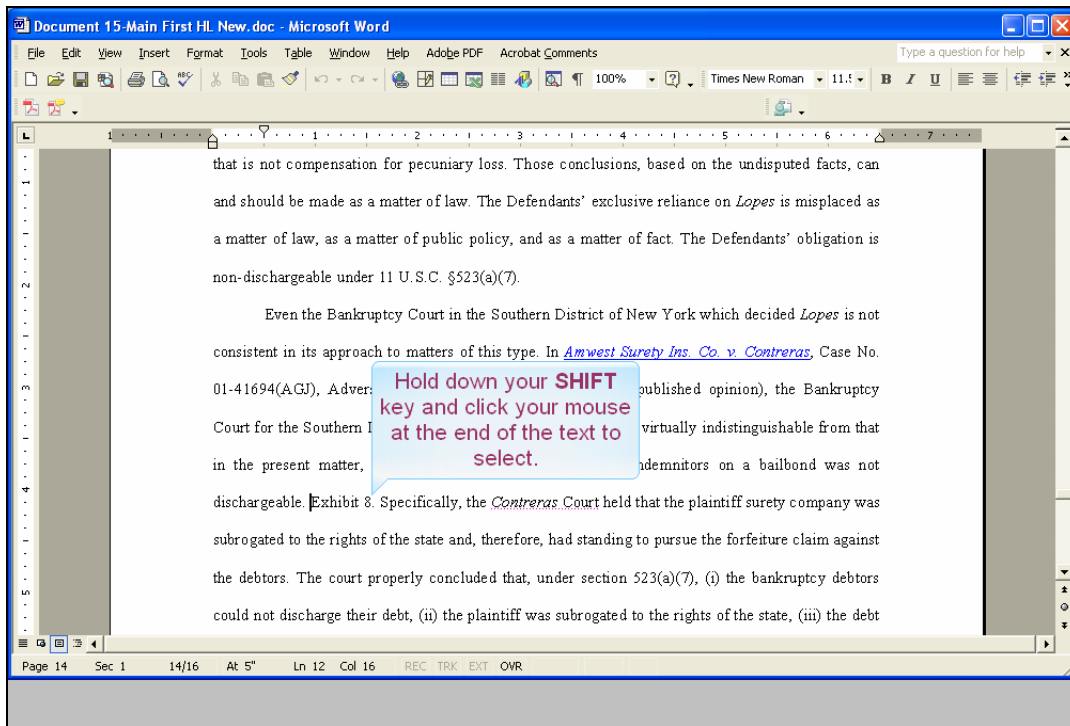 Document 15-Main First HL New.doc - Microsoft Word
File Edit View Insert Format Tools Table Window Help Adobe PDF Acrobat Comments Type a question for help
100% Times New Roman 11.5 B I U
1 1 2 3 4 5 6 7
that is not compensation for pecuniary loss. Those conclusions, based on the undisputed facts, can
and should be made as a matter of law. The Defendants’ exclusive reliance on Lopes is misplaced as
a matter of law, as a matter of public policy, and as a matter of fact. The Defendants’ obligation is
non-dischargeable under 11 U.S.C. §523(a)(7).
Even the Bankruptcy Court in the Southern District of New York which decided Lopes is not
consistent in its approach to matters of this type. In Amwest Surety Ins. Co. v. Contreras, Case No.
01-41694(AGJ), Advers published opinion), the Bankruptcy
Court for the Southern virtually indistinguishable from that
in the present matter, ndemnitors on a bailbond was not
Hold down your SHIFT
key and click your mouse
at the end of the text to
select.
dischargeable. Exhibit 8. Specifically, the Contreras Court held that the plaintiff surety company was
subrogated to the rights of the state and, therefore, had standing to pursue the forfeiture claim against
the debtors. The court properly concluded that, under section 523(a)(7), (i) the bankruptcy debtors
could not discharge their debt, (ii) the plaintiff was subrogated to the rights of the state, (iii) the debt
Page 14 Sec 1 14/16 At 5" Ln 12 Col 16 REC TRK EXT OVR